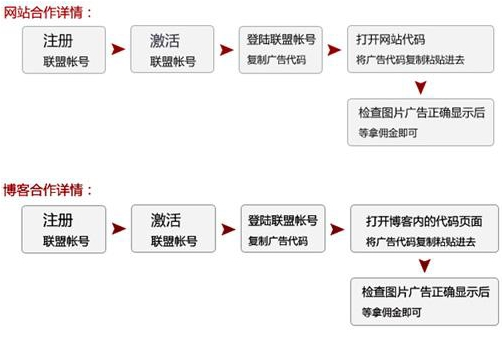 网站合作详情：
注册
联盟帐号
激活
联盟帐号
登陆联盟帐号
复制广告代码
打开网站代码
将广告代码复制粘贴进去
检查图片广告正确显示后
等拿佣金即可
博客合作详情：
注册
联盟帐号
激活
联盟帐号
登陆联盟帐号
复制广告代码
打开博客内的代码页面
将广告代码复制粘贴进去
检查图片广告正确显示后
等拿佣金即可